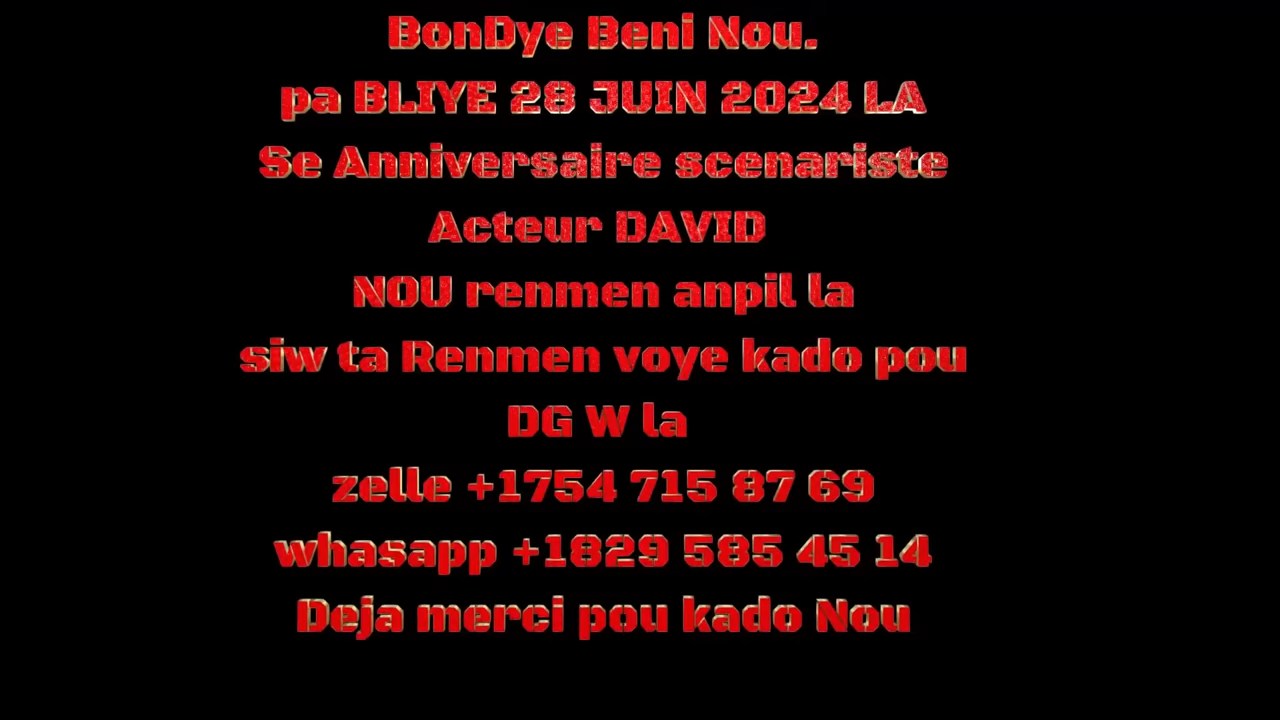 BonDye Beni Nou.
pa BLIYE 28 JUIN 2024 LA
Se Anniversaire scenariste
Acteur DAVID
NOU renmen anpil la
siw ta Renmen voye kado pou
DG W la
zelle +1754 715 87 69
whasapp +1829 585 45 14
Deja merci pou kado Nou